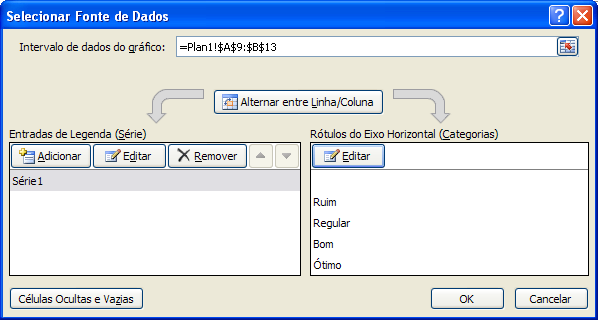 Selecionar Fonte de Dados
Intervalo de dados do gráfico: =Plan1!$A$9:$B$13
Alternar entre Linha/Coluna
Entradas de Legenda (Série)
Adicionar Editar Remover
Série1
Rótulos do Eixo Horizontal (Categorias)
Editar
Ruim
Regular
Bom
Ótimo
Células Ocultas e Vazias
OK Cancelar